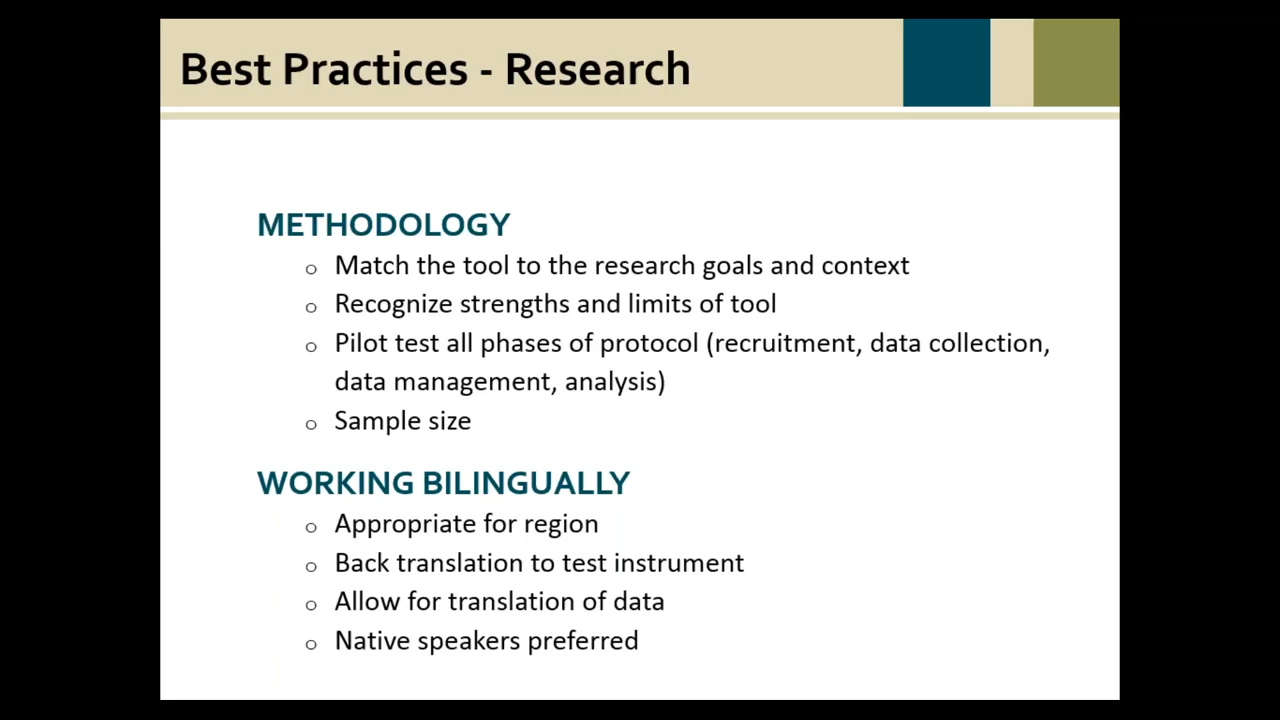 Best Practices - Research
METHODOLOGY
o Match the tool to the research goals and context
o Recognize strengths and limits of tool
o Pilot test all phases of protocol (recruitment, data collection,
data management, analysis)
o Sample size
WORKING BILINGUALLY
o Appropriate for region
o Back translation to test instrument
o Allow for translation of data
o Native speakers preferred